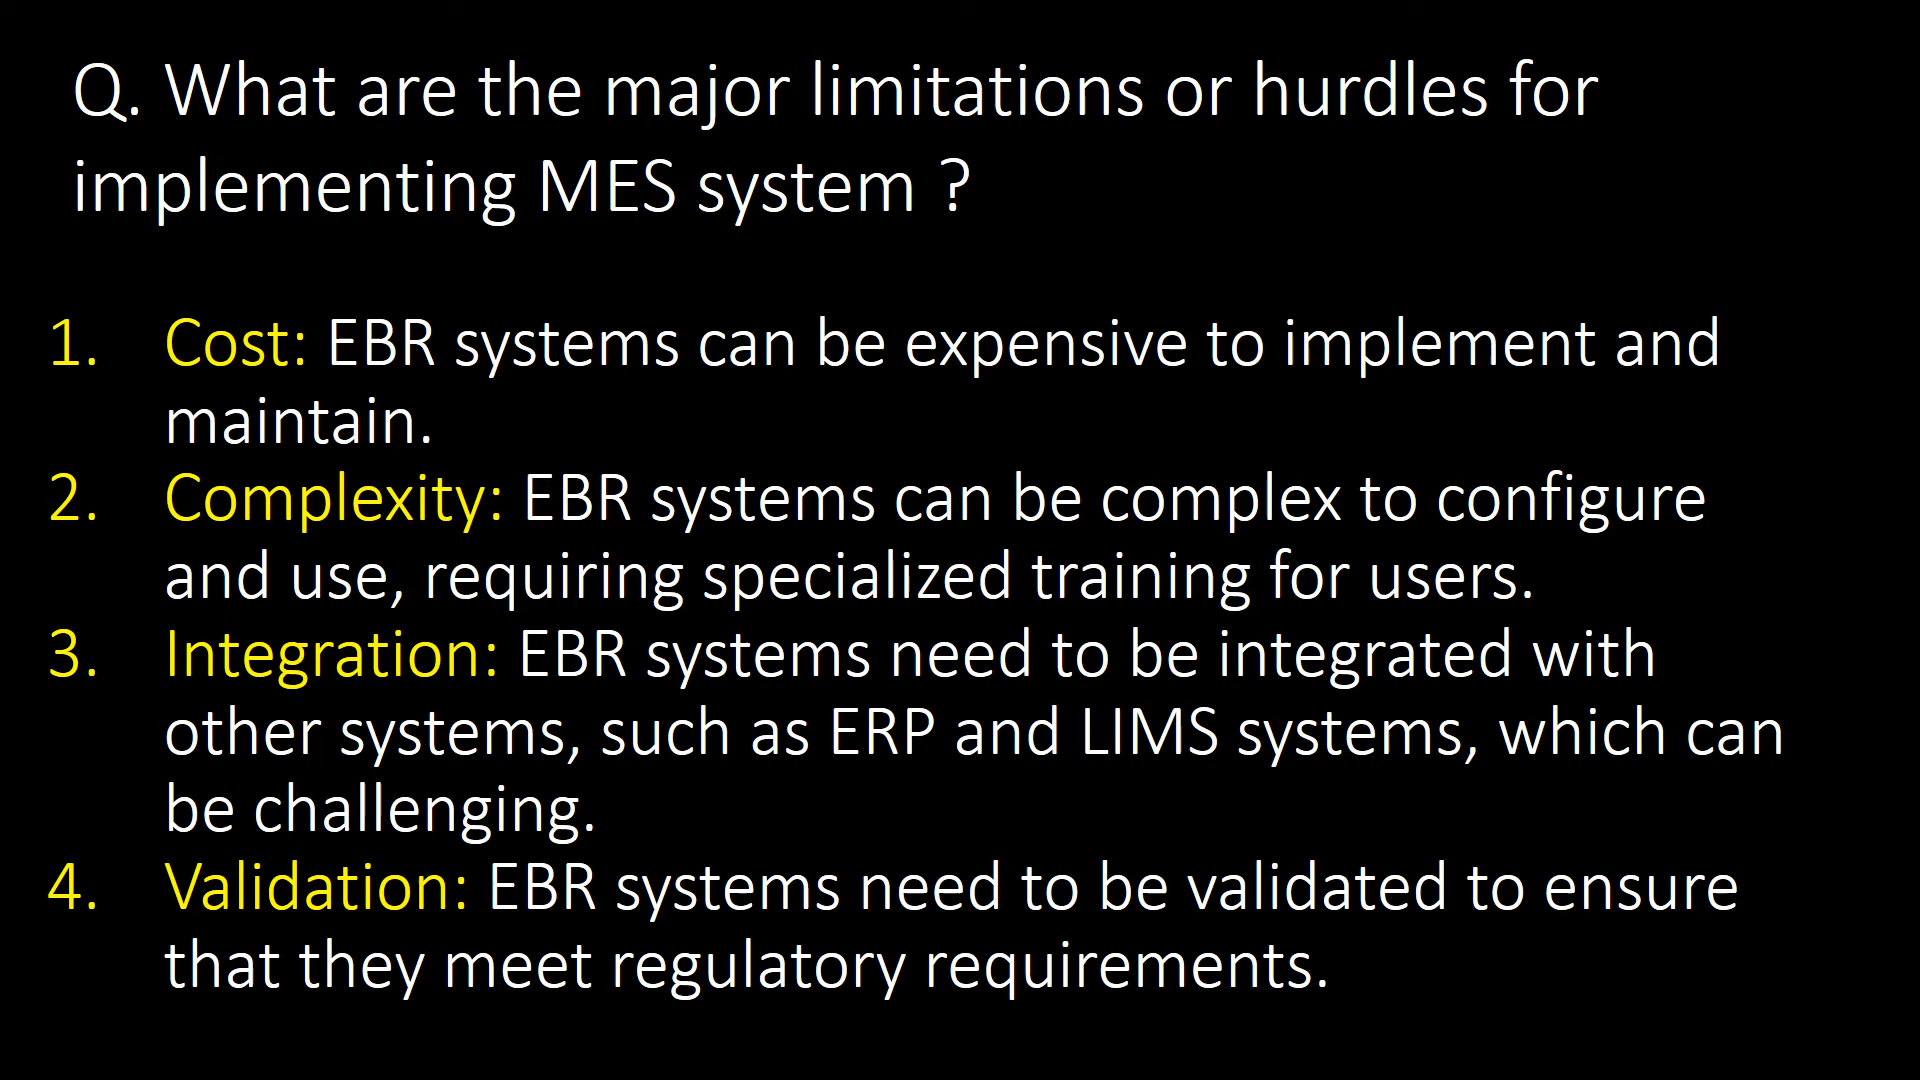 Q. What are the major limitations or hurdles for
implementing MES system ?
1. Cost: EBR systems can be expensive to implement and
maintain.
2. Complexity: EBR systems can be complex to configure
and use, requiring specialized training for users.
3. Integration: EBR systems need to be integrated with
other systems, such as ERP and LIMS systems, which can
be challenging.
4. Validation: EBR systems need to be validated to ensure
that they meet regulatory requirements.